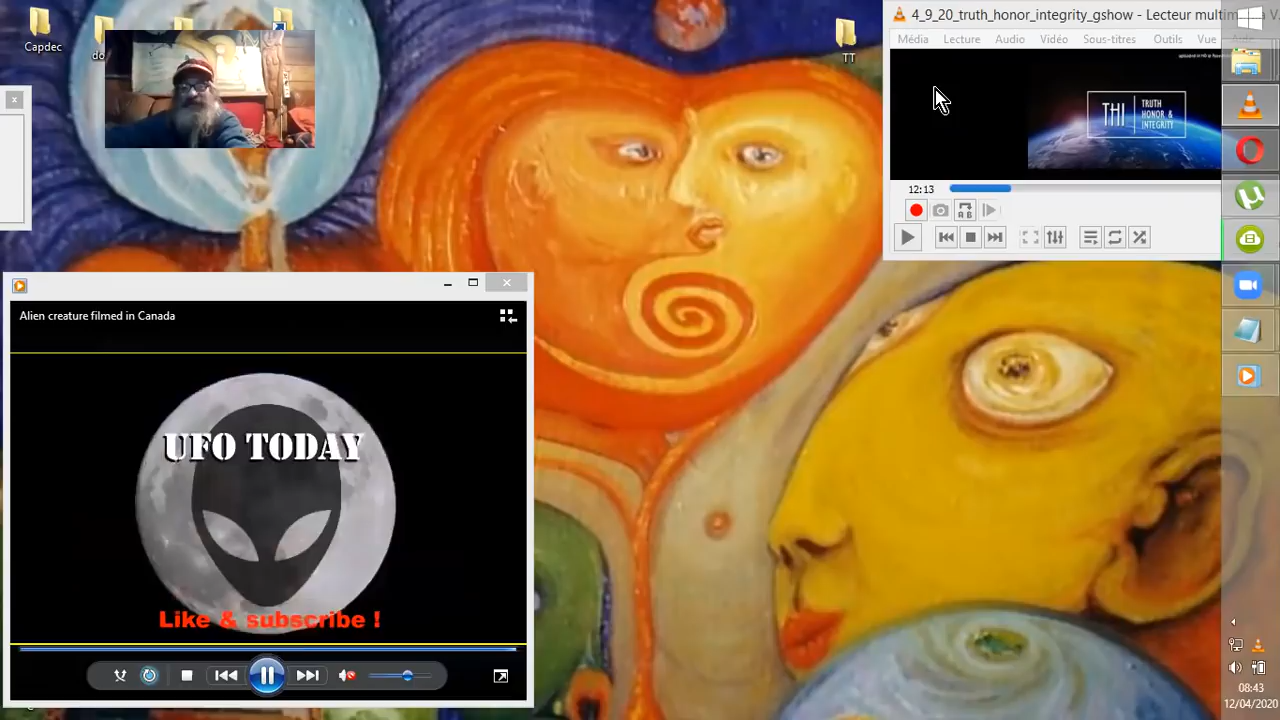 Capdec
do
TT
4_9_20_truth_honor_integrity_gshow - Lecteur multim
Média Lecture Audio Vidéo Sous-titres Outils Vue
THI TRUTH
HONOR &
INTEGRITY
12:13
A B
x
Alien creature filmed in Canada
UFO TODAY
Like & subscribe !
08:43
12/04/2020